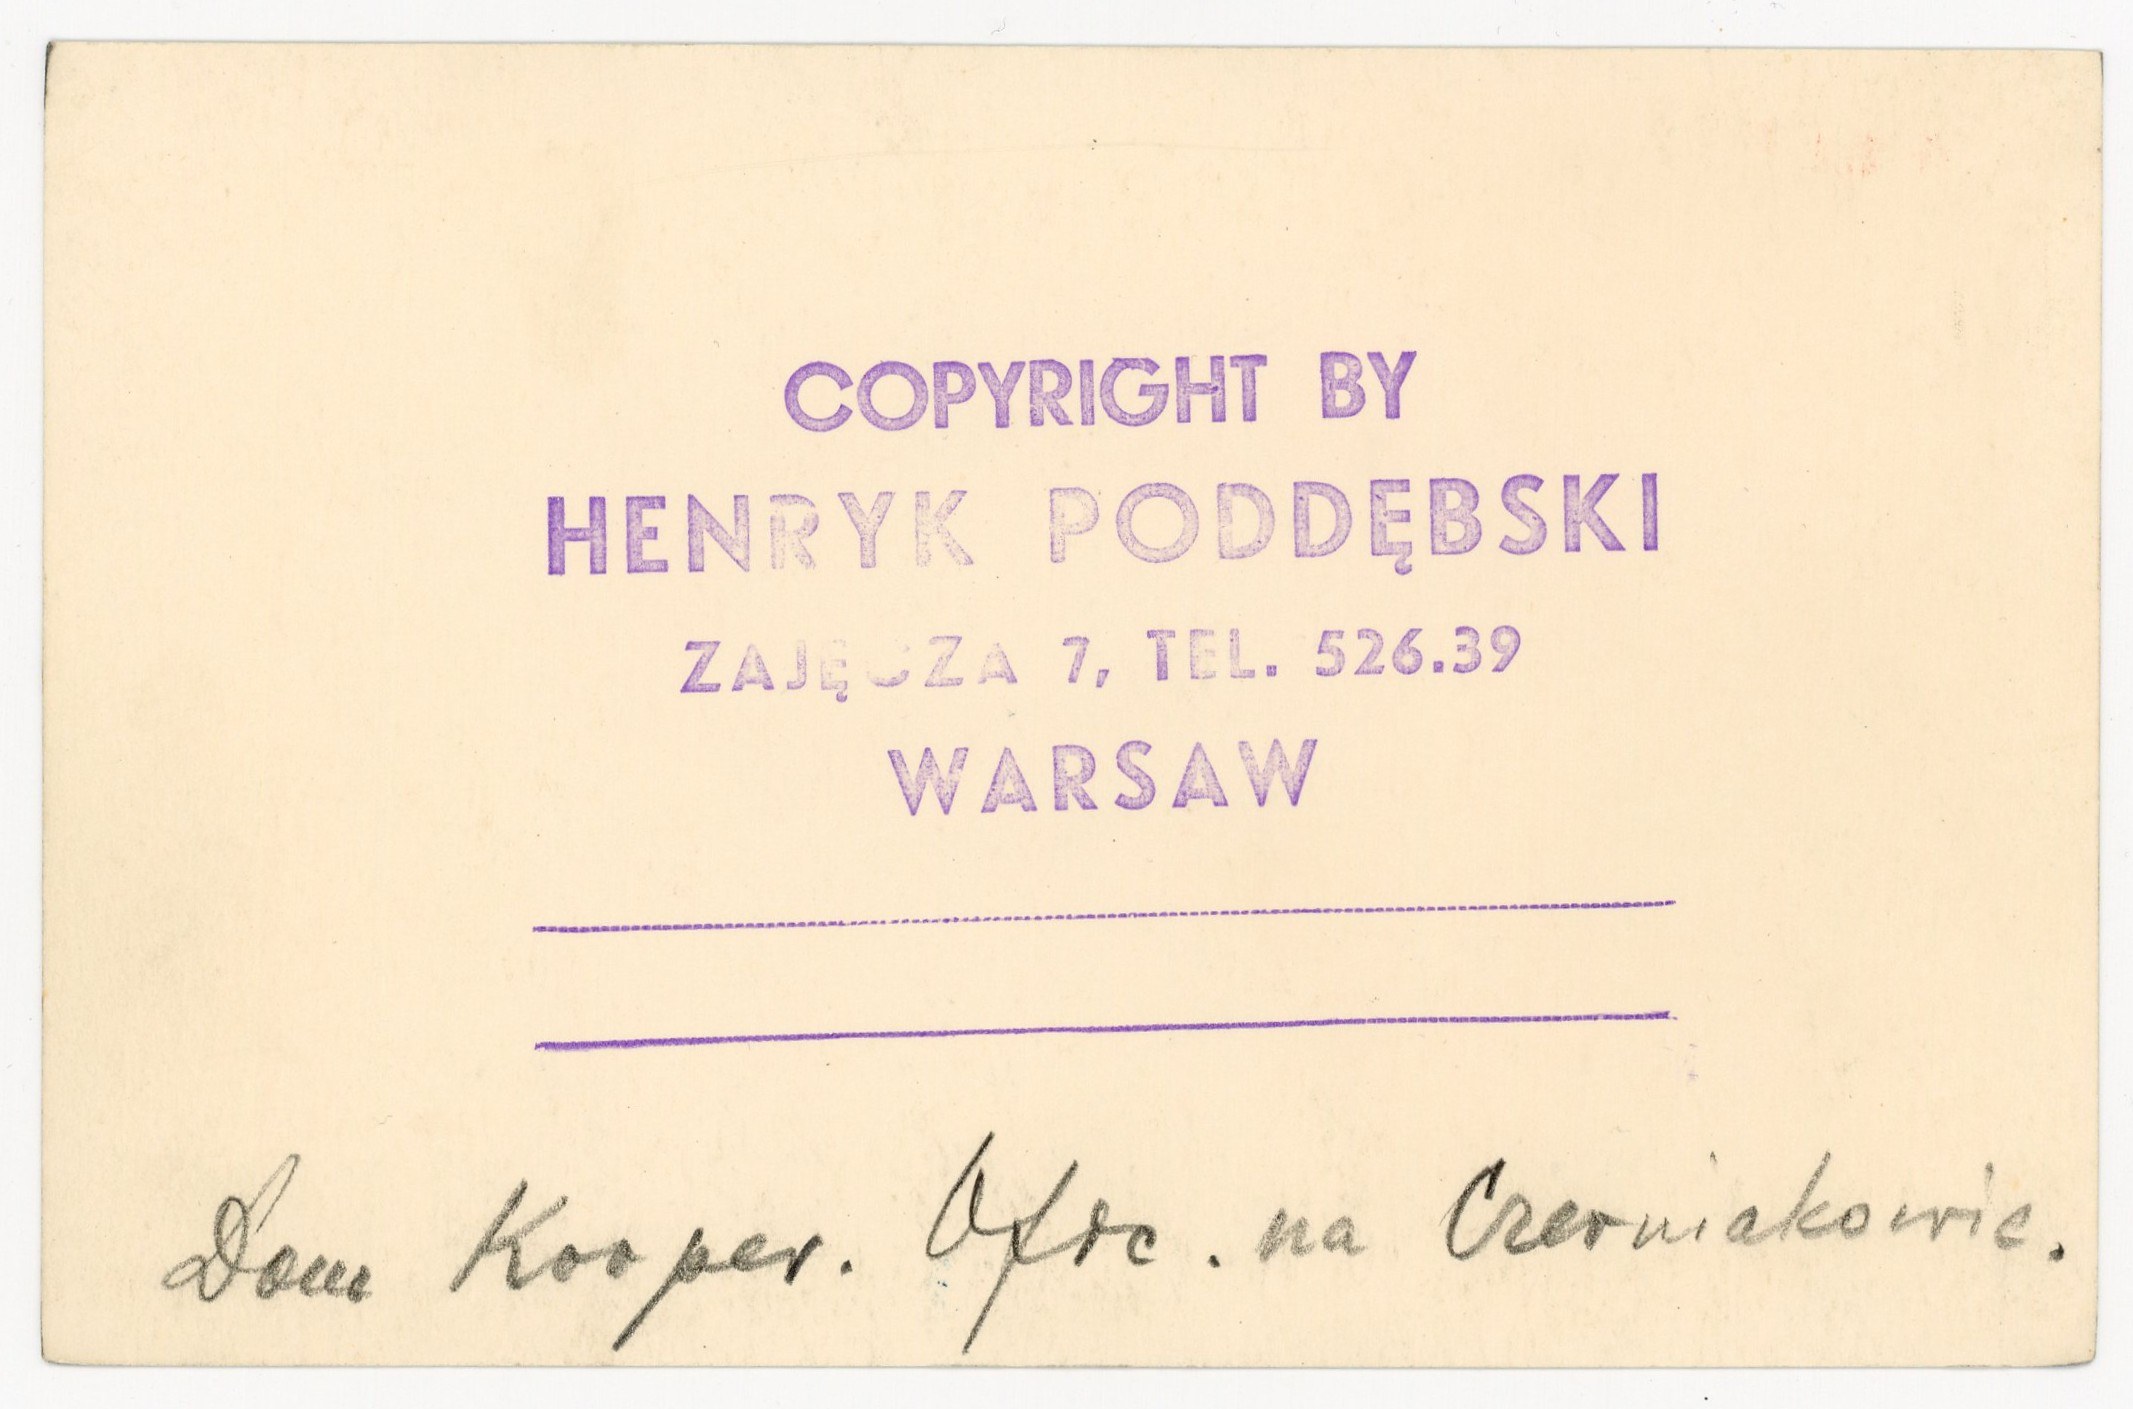 COPYRIGHT BY
HENRYK PODDĘBSKI
ZAJĘCZA 7, TEL. 526.39
WARSAW
Dom Kooper. Ofic. na Czerniakowie.